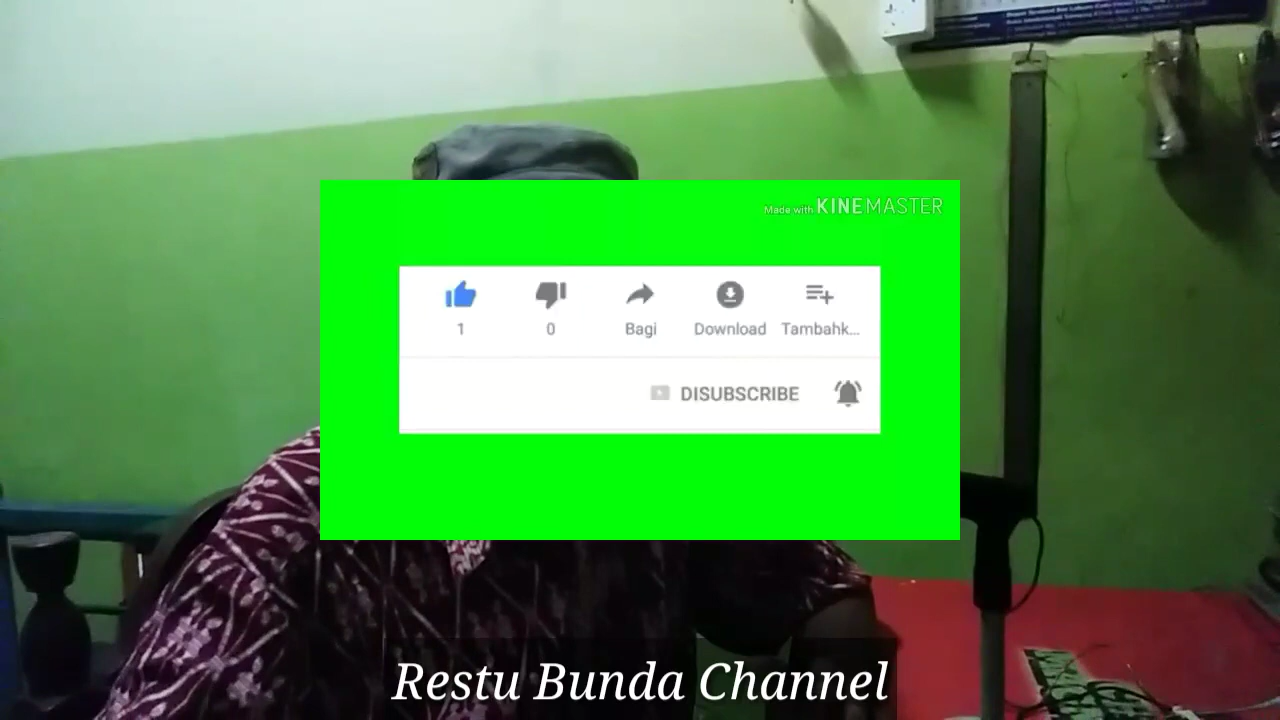 Made with KINEMASTER
1
0
Bagi
Download
Tambahk...
DISUBSCRIBE
Restu Bunda Channel